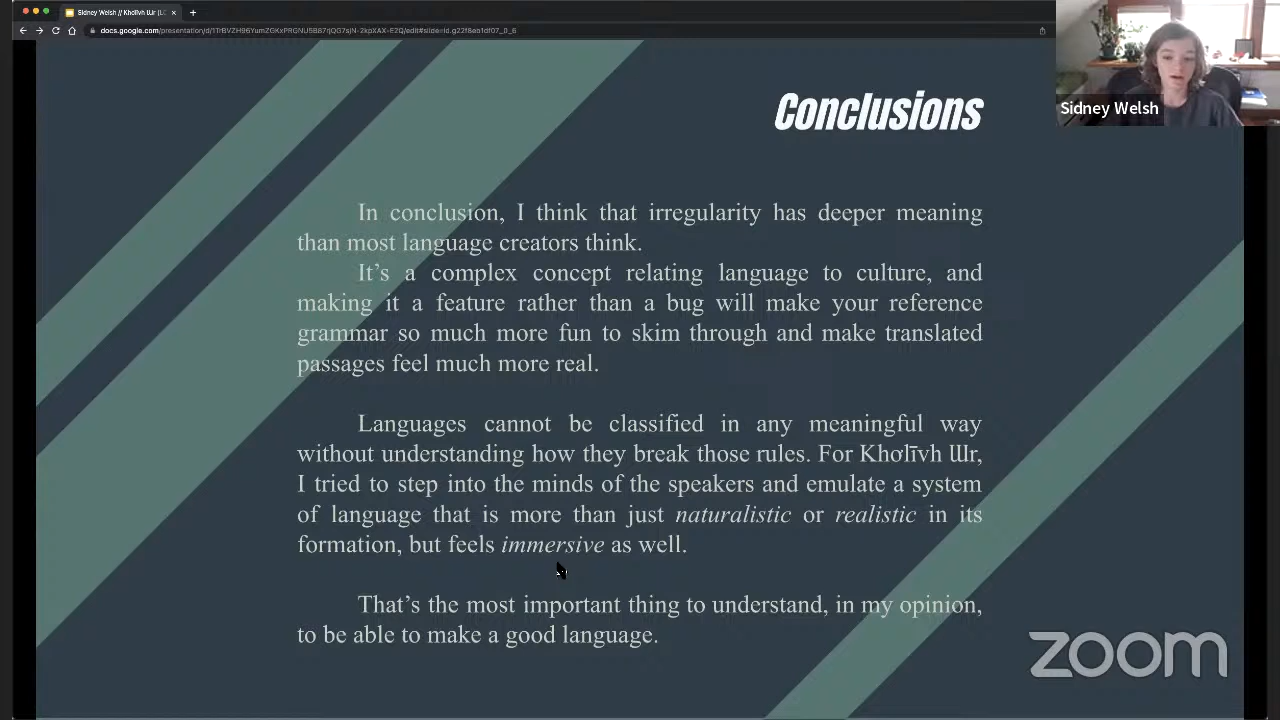 Sidney Welsh // Kholīvh Ɯr (LC
Conclusions
Sidney Welsh
In conclusion, I think that irregularity has deeper meaning
than most language creators think.
It’s a complex concept relating language to culture, and
making it a feature rather than a bug will make your reference
grammar so much more fun to skim through and make translated
passages feel much more real.
Languages cannot be classified in any meaningful way
without understanding how they break those rules. For Khơlīvh Ɯr,
I tried to step into the minds of the speakers and emulate a system
of language that is more than just naturalistic or realistic in its
formation, but feels immersive as well.
That’s the most important thing to understand, in my opinion,
to be able to make a good language.
zoom